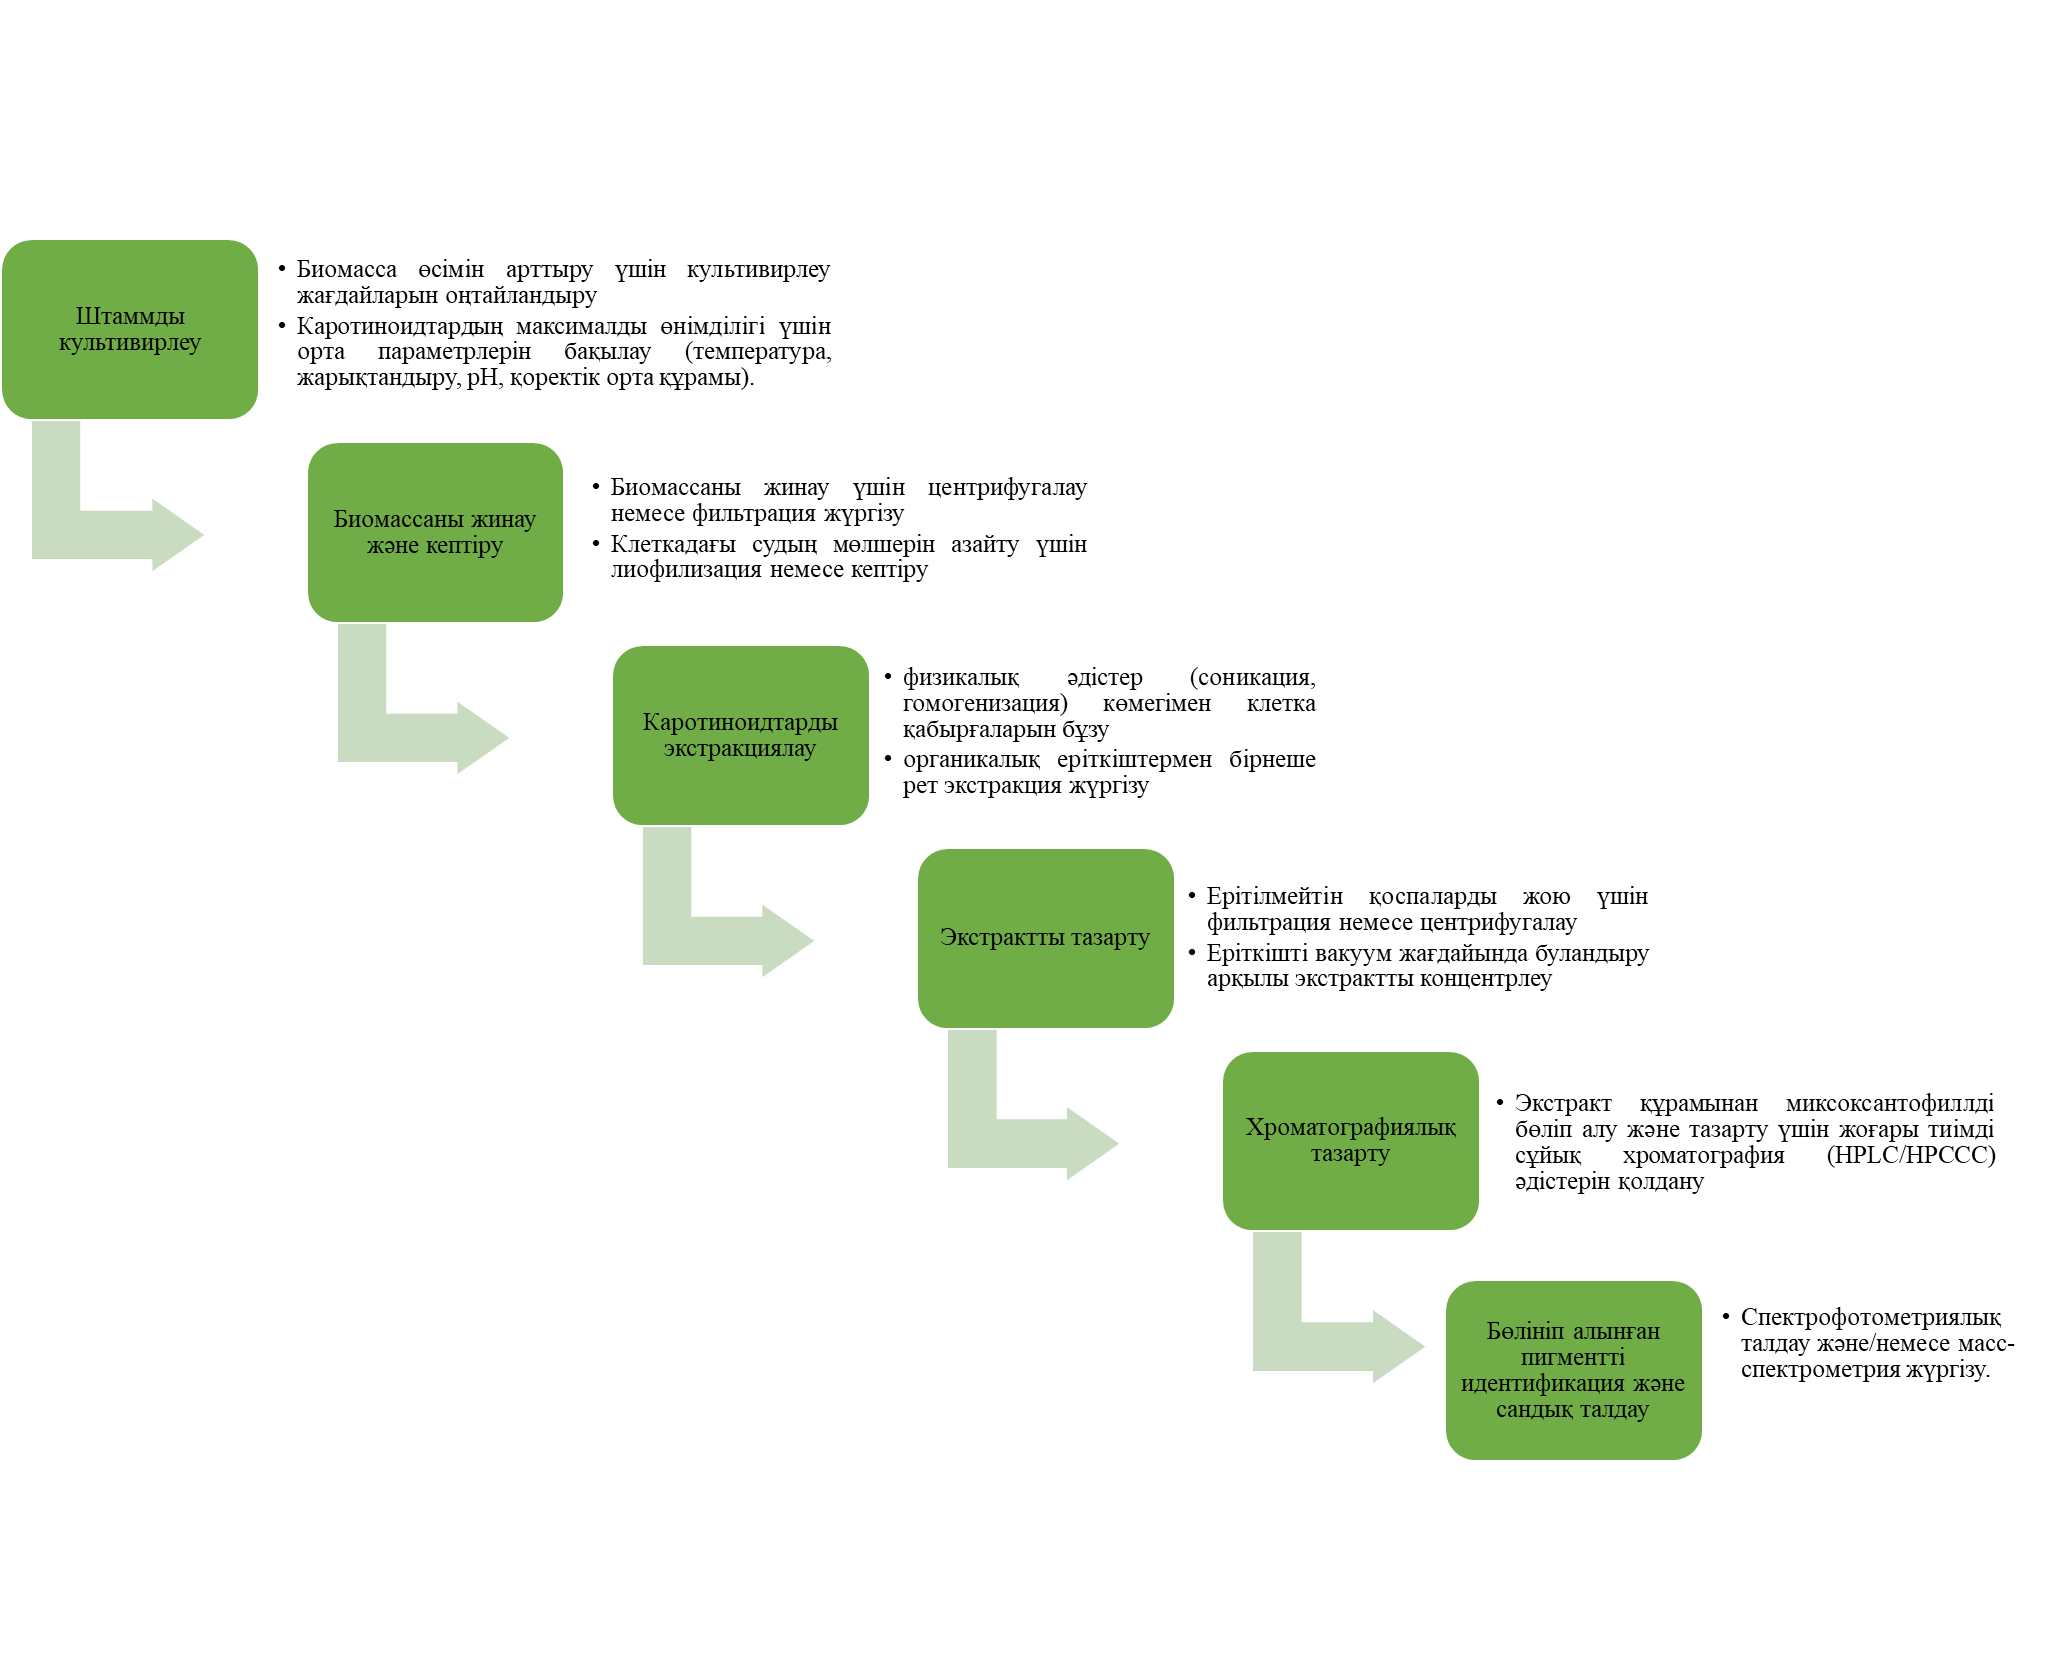 Штаммды
культивирлеу
• Биомасса өсімін арттыру үшін культивирлеу
жағдайларын оңтайландыру
• Каротиноидтардың максималды өнімділігі үшін
орта параметрлерін бақылау (температура,
жарықтандыру, рН, қоректік орта құрамы).
Биомассаны жинау
және кептіру
• Биомассаны жинау үшін центрифугалау
немесе фильтрация жүргізу
• Клеткадағы судың мөлшерін азайту үшін
лиофилизация немесе кептіру
Каротиноидтарды
экстракциялау
• физикалық әдістер (соникация,
гомогенизация) көмегімен клетка
қабырғаларын бұзу
• органикалық еріткіштермен бірнеше
рет экстракция жүргізу
Экстрактты тазарту
• Ерітілмейтін қоспаларды жою үшін
фильтрация немесе центрифугалау
• Еріткішті вакуум жағдайында буландыру
арқылы экстрактты концентрлеу
Хроматографиялық
тазарту
• Экстракт құрамынан миксоксантофиллді
бөліп алу және тазарту үшін жоғары тиімді
сұйық хроматография (HPLC/HPCCC)
әдістерін қолдану
Бөлініп алынған
пигментті
идентификация және
сандық талдау
• Спектрофотометриялық
талдау және/немесе масс-
спектрометрия жүргізу.